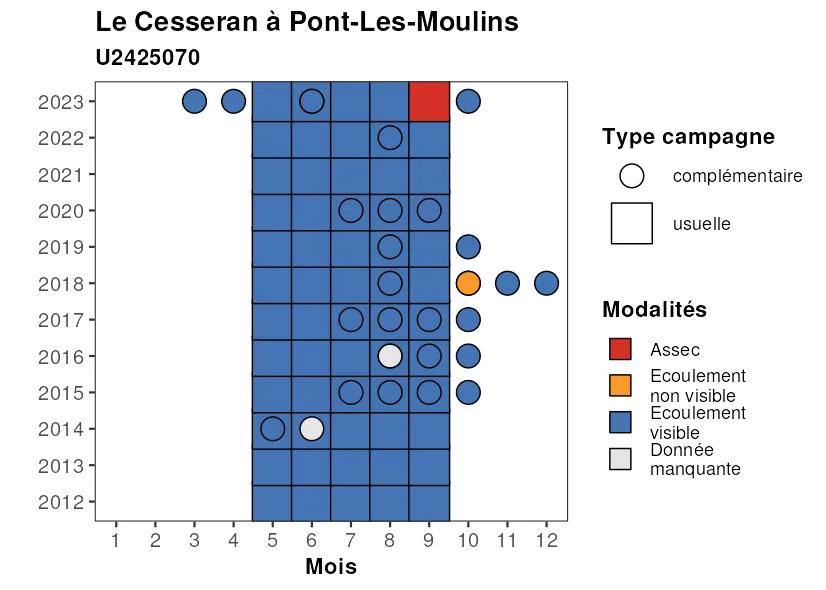 Le Cesseran à Pont-Les-Moulins
U2425070
2023
2022
2021
2020
2019
2018
2017
2016
2015
2014
2013
2012
1 2 3 4 5 6 7 8 9 10 11 12
Mois
Type campagne
complémentaire
usuelle
Modalités
Assec
Ecoulement
non visible
Ecoulement
visible
Donnée
manquante